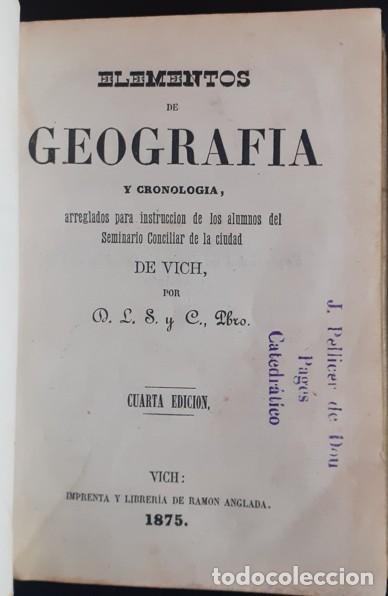 ELEMENTOS
DE
GEOGRAFIA
Y CRONOLOGIA,
arreglados para instruccion de los alumnos del
Seminario Conciliar de la ciudad
DE VICH,
POR
D. L. S. y C., Pbro.
CUARTA EDICION,
VICH:
IMPRENTA Y LIBRERÍA DE RAMON ANGLADA.
1875.
J. Pellicer de Dou
Pagés
Catedrático
todocoleccion